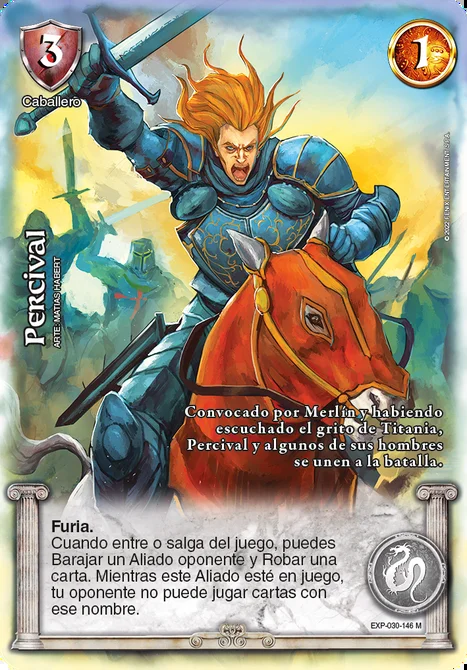 3
1
Caballero
Percival
ARTE: MATIAS HABERT
Convocado por Merlín y habiendo
escuchado el grito de Titania,
Percival y algunos de sus hombres
se unen a la batalla.
Furia.
Cuando entre o salga del juego, puedes
Barajar un Aliado oponente y Robar una
carta. Mientras este Aliado esté en juego,
tu oponente no puede jugar cartas con
ese nombre.
EXP-030-146 M